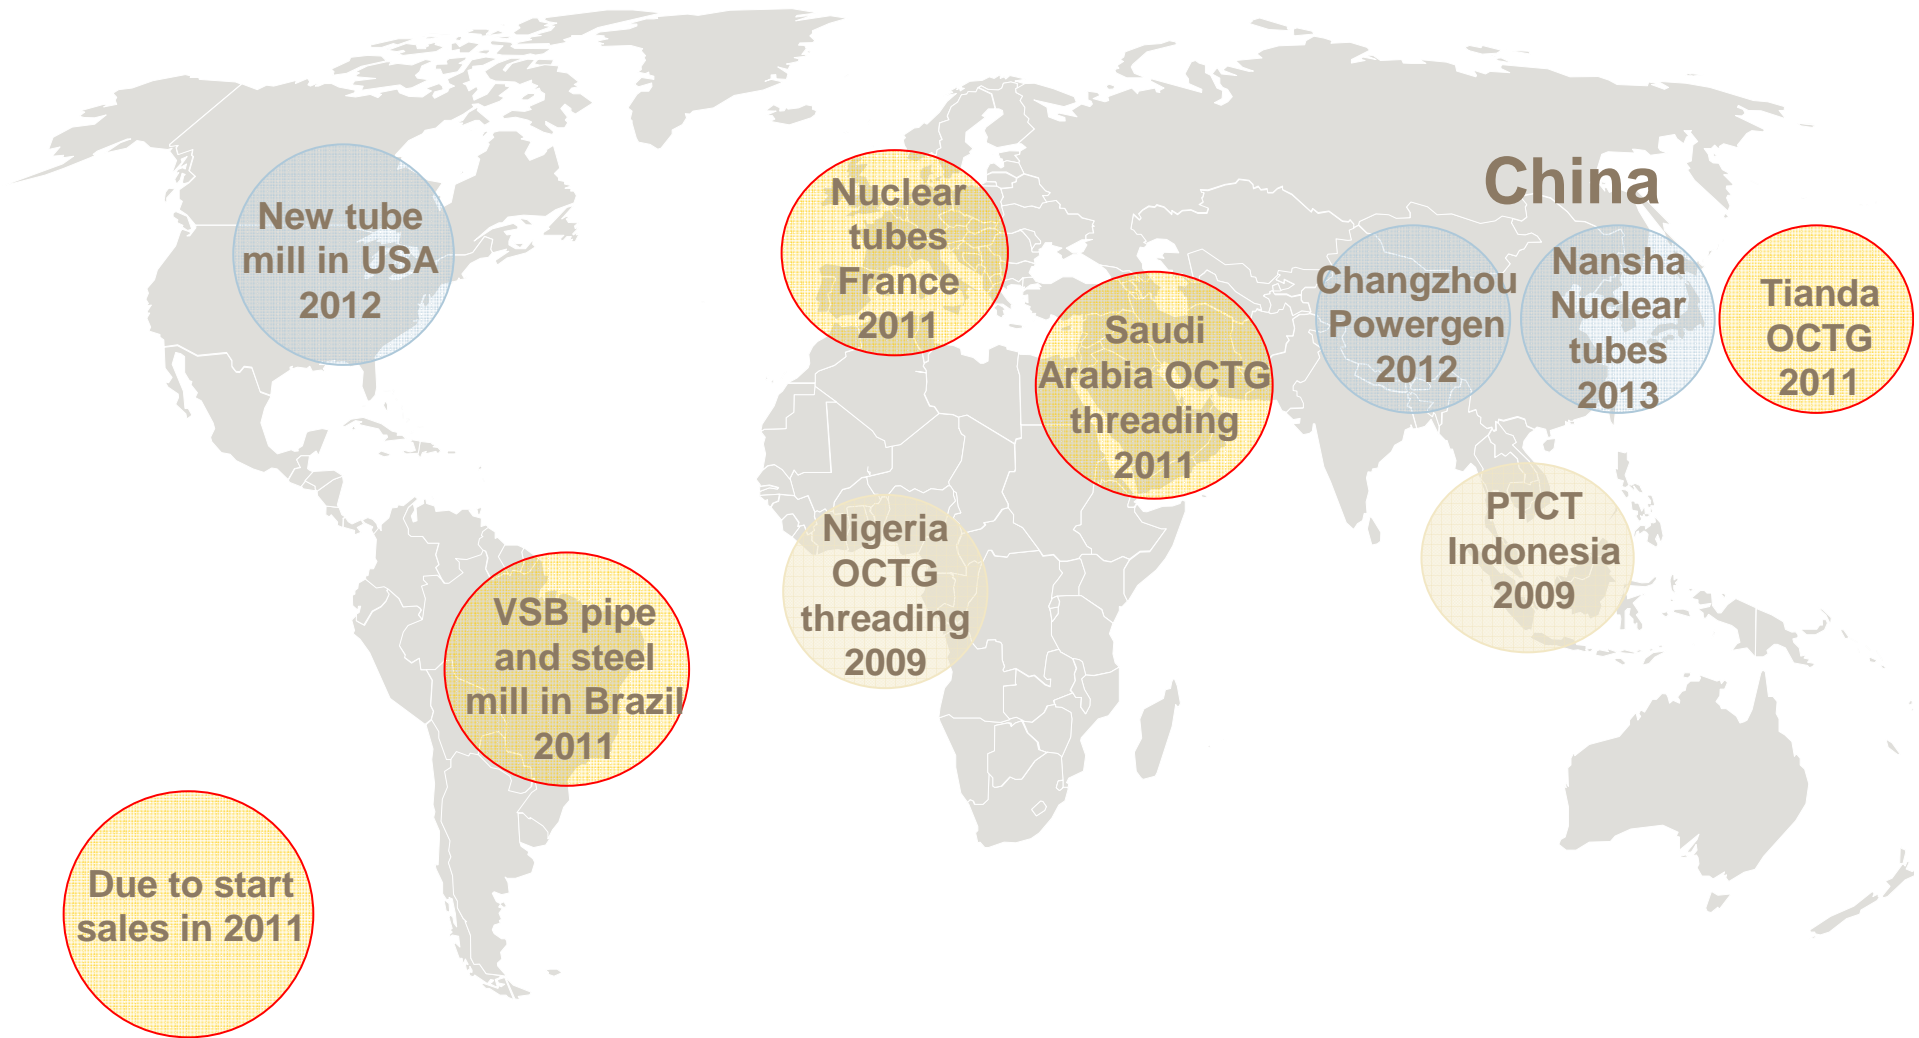 China
New tube
mill in USA
2012
Nuclear
tubes
France
2011
Saudi
Arabia OCTG
threading
2011
Changzhou
Powergen
2012
Nansha
Nuclear
tubes
2013
Tianda
OCTG
2011
Nigeria
OCTG
threading
2009
PTCT
Indonesia
2009
VSB pipe
and steel
mill in Brazil
2011
Due to start
sales in 2011